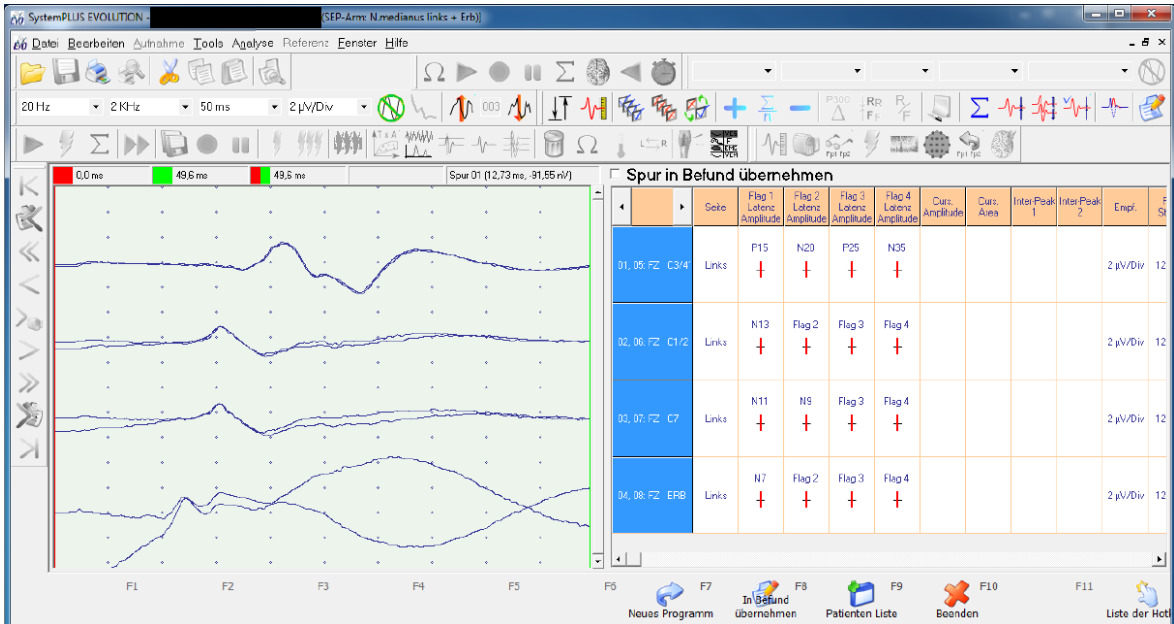 SystemPLUS EVOLUTION - (SEP-Arm: N.medianus links + Erb)]
Datei Bearbeiten Aufnahme Tools Analyse Referenz Fenster Hilfe
20 Hz 2 KHz 50 ms 2 µV/Div 003 P300
0,0 ms 49,6 ms 49,6 ms Spur 01 (12,73 ms, -91,55 nV)
Spur in Befund übernehmen
Seite Flag 1 Latenz Amplitude Flag 2 Latenz Amplitude Flag 3 Latenz Amplitude Flag 4 Latenz Amplitude Curs. Amplitude Curs. Area Inter-Peak 1 Inter-Peak 2 Empf.
01, 05: FZ C3/4' Links P15 N20 P25 N35 2 µV/Div 12
02, 06: FZ C1/2 Links N13 Flag 2 Flag 3 Flag 4 2 µV/Div 12
03, 07: FZ C7 Links N11 N9 Flag 3 Flag 4 2 µV/Div 12
04, 08: FZ ERB Links N7 Flag 2 Flag 3 Flag 4 2 µV/Div 12
F1 F2 F3 F4 F5 F6 F7 F8 F9 F10 F11
Neues Programm In Befund übernehmen Patienten Liste Beenden Liste der Hotk